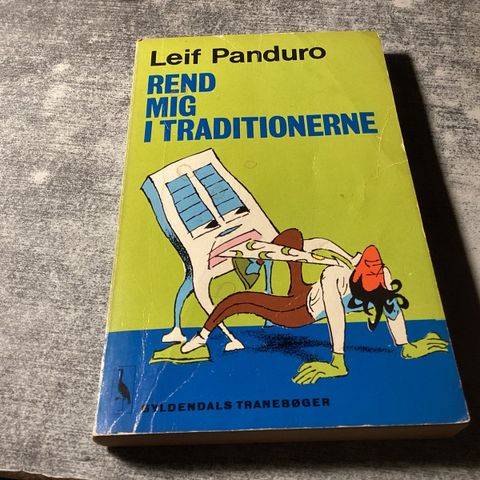 Leif Panduro
REND
MIG
I TRADITIONERNE
GYLDENDALS TRANEBØGER